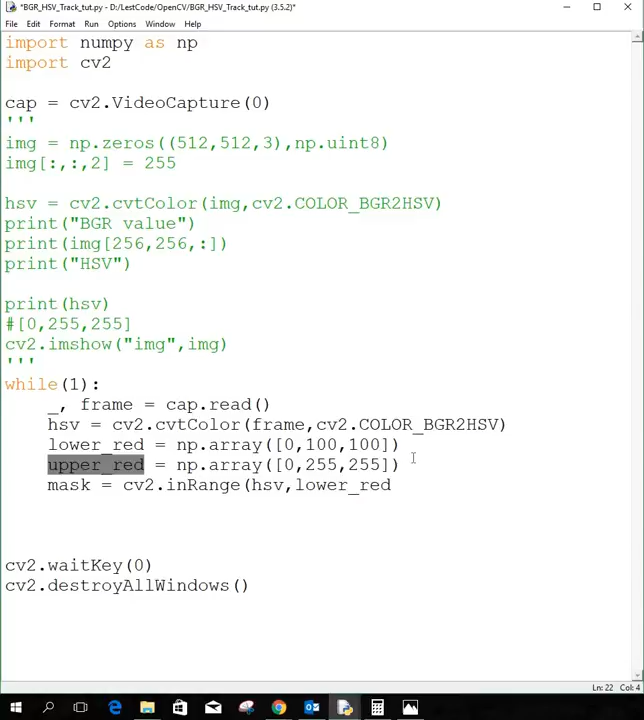 *BGR_HSV_Track_tut.py - D:/LestCode/OpenCV/BGR_HSV_Track_tut.py (3.5.2)*
File Edit Format Run Options Window Help
import numpy as np
import cv2
cap = cv2.VideoCapture(0)
'''
img = np.zeros((512,512,3),np.uint8)
img[:,:,2] = 255
hsv = cv2.cvtColor(img,cv2.COLOR_BGR2HSV)
print("BGR value")
print(img[256,256,:])
print("HSV")
print(hsv)
#[0,255,255]
cv2.imshow("img",img)
'''
while(1):
    _, frame = cap.read()
    hsv = cv2.cvtColor(frame,cv2.COLOR_BGR2HSV)
    lower_red = np.array([0,100,100])
    upper_red = np.array([0,255,255])
    mask = cv2.inRange(hsv,lower_red
cv2.waitKey(0)
cv2.destroyAllWindows()
Ln: 22 Col: 4